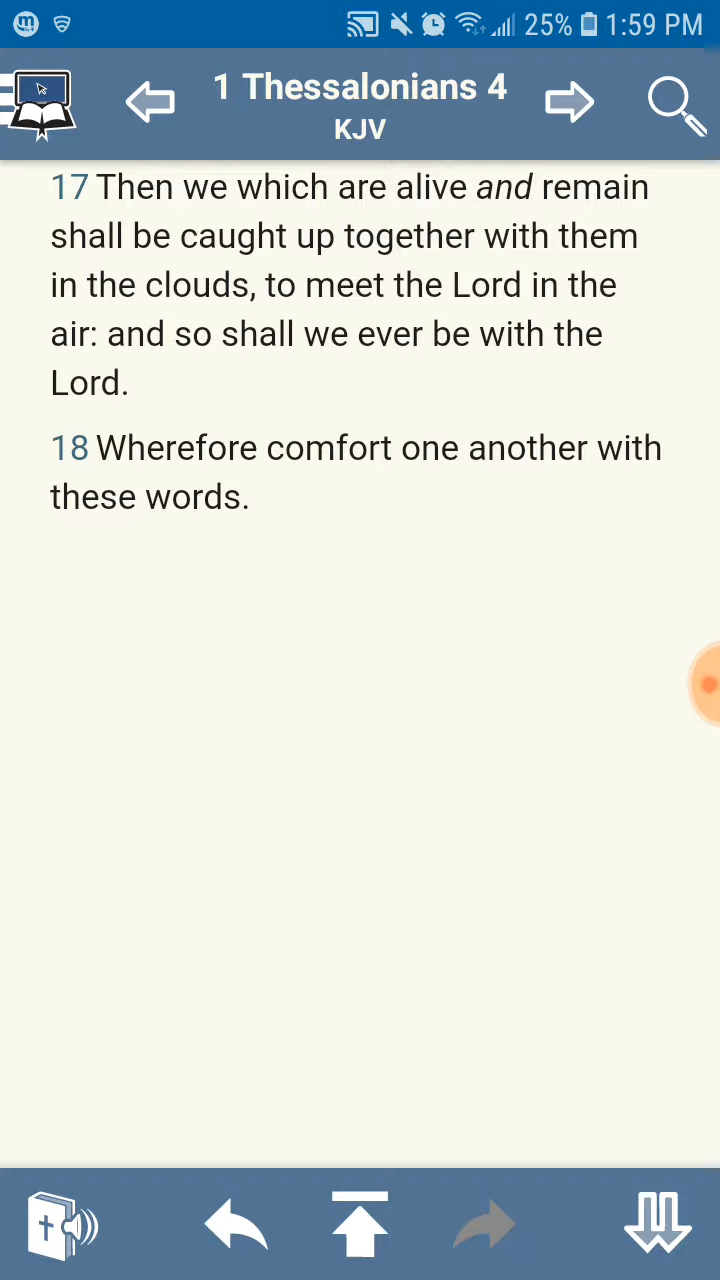 25% 1:59 PM
1 Thessalonians 4
KJV
17 Then we which are alive and remain
shall be caught up together with them
in the clouds, to meet the Lord in the
air: and so shall we ever be with the
Lord.
18 Wherefore comfort one another with
these words.